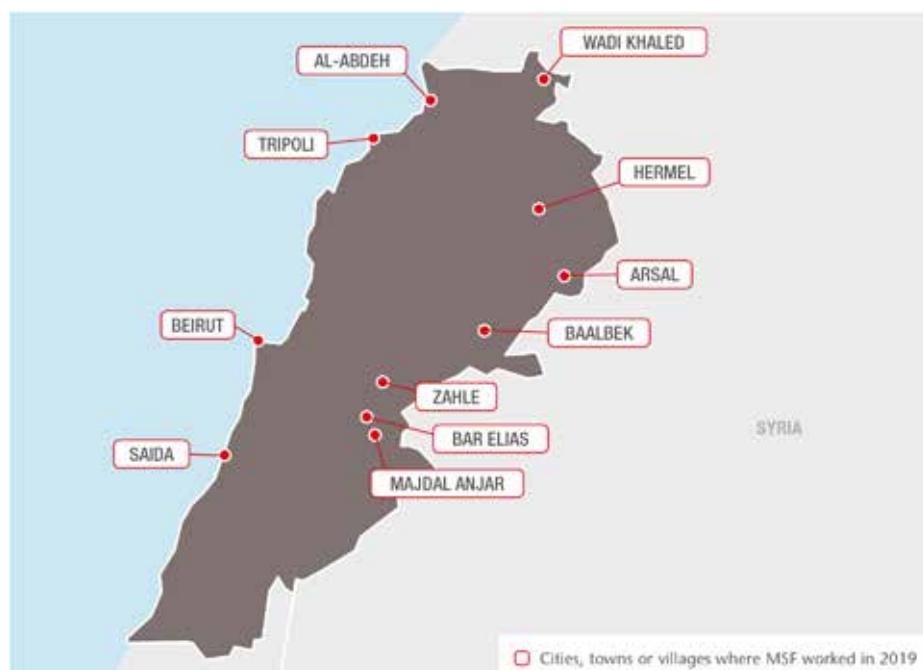 WADI KHALED
AL-ABDEH
TRIPOLI
HERMEL
ARSAL
BEIRUT
BAALBEK
ZAHLE
SYRIA
BAR ELIAS
SAIDA
MAJDAL ANJAR
Cities, towns or villages where MSF worked in 2019